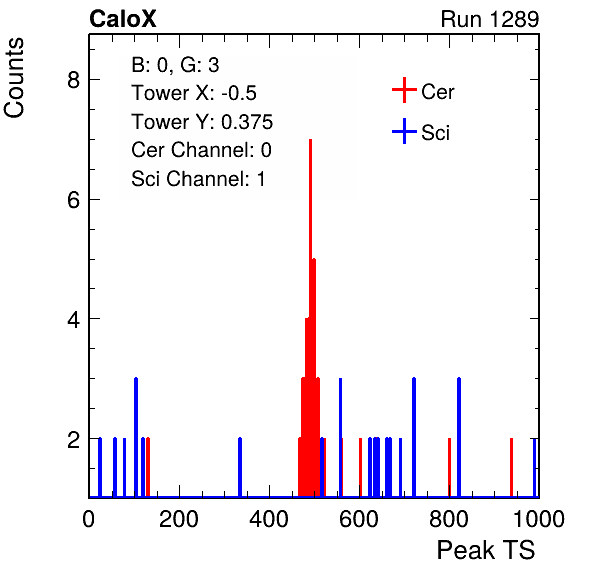 CaloX Run 1289
Counts
B: 0, G: 3
Tower X: -0.5
Tower Y: 0.375
Cer Channel: 0
Sci Channel: 1
Cer
Sci
8
6
4
2
0 200 400 600 800 1000
Peak TS